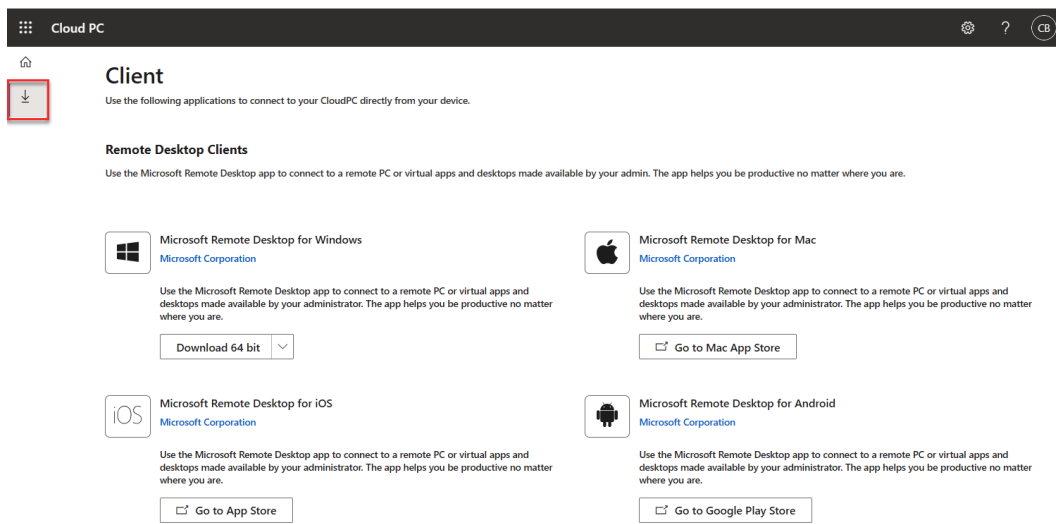 Cloud PC
?
CB
Client
Use the following applications to connect to your CloudPC directly from your device.
Remote Desktop Clients
Use the Microsoft Remote Desktop app to connect to a remote PC or virtual apps and desktops made available by your admin. The app helps you be productive no matter where you are.
Microsoft Remote Desktop for Windows
Microsoft Corporation
Use the Microsoft Remote Desktop app to connect to a remote PC or virtual apps and
desktops made available by your administrator. The app helps you be productive no matter
where you are.
Download 64 bit
Microsoft Remote Desktop for Mac
Microsoft Corporation
Use the Microsoft Remote Desktop app to connect to a remote PC or virtual apps and
desktops made available by your administrator. The app helps you be productive no matter
where you are.
Go to Mac App Store
iOS
Microsoft Remote Desktop for iOS
Microsoft Corporation
Use the Microsoft Remote Desktop app to connect to a remote PC or virtual apps and
desktops made available by your administrator. The app helps you be productive no matter
where you are.
Go to App Store
Microsoft Remote Desktop for Android
Microsoft Corporation
Use the Microsoft Remote Desktop app to connect to a remote PC or virtual apps and
desktops made available by your administrator. The app helps you be productive no matter
where you are.
Go to Google Play Store